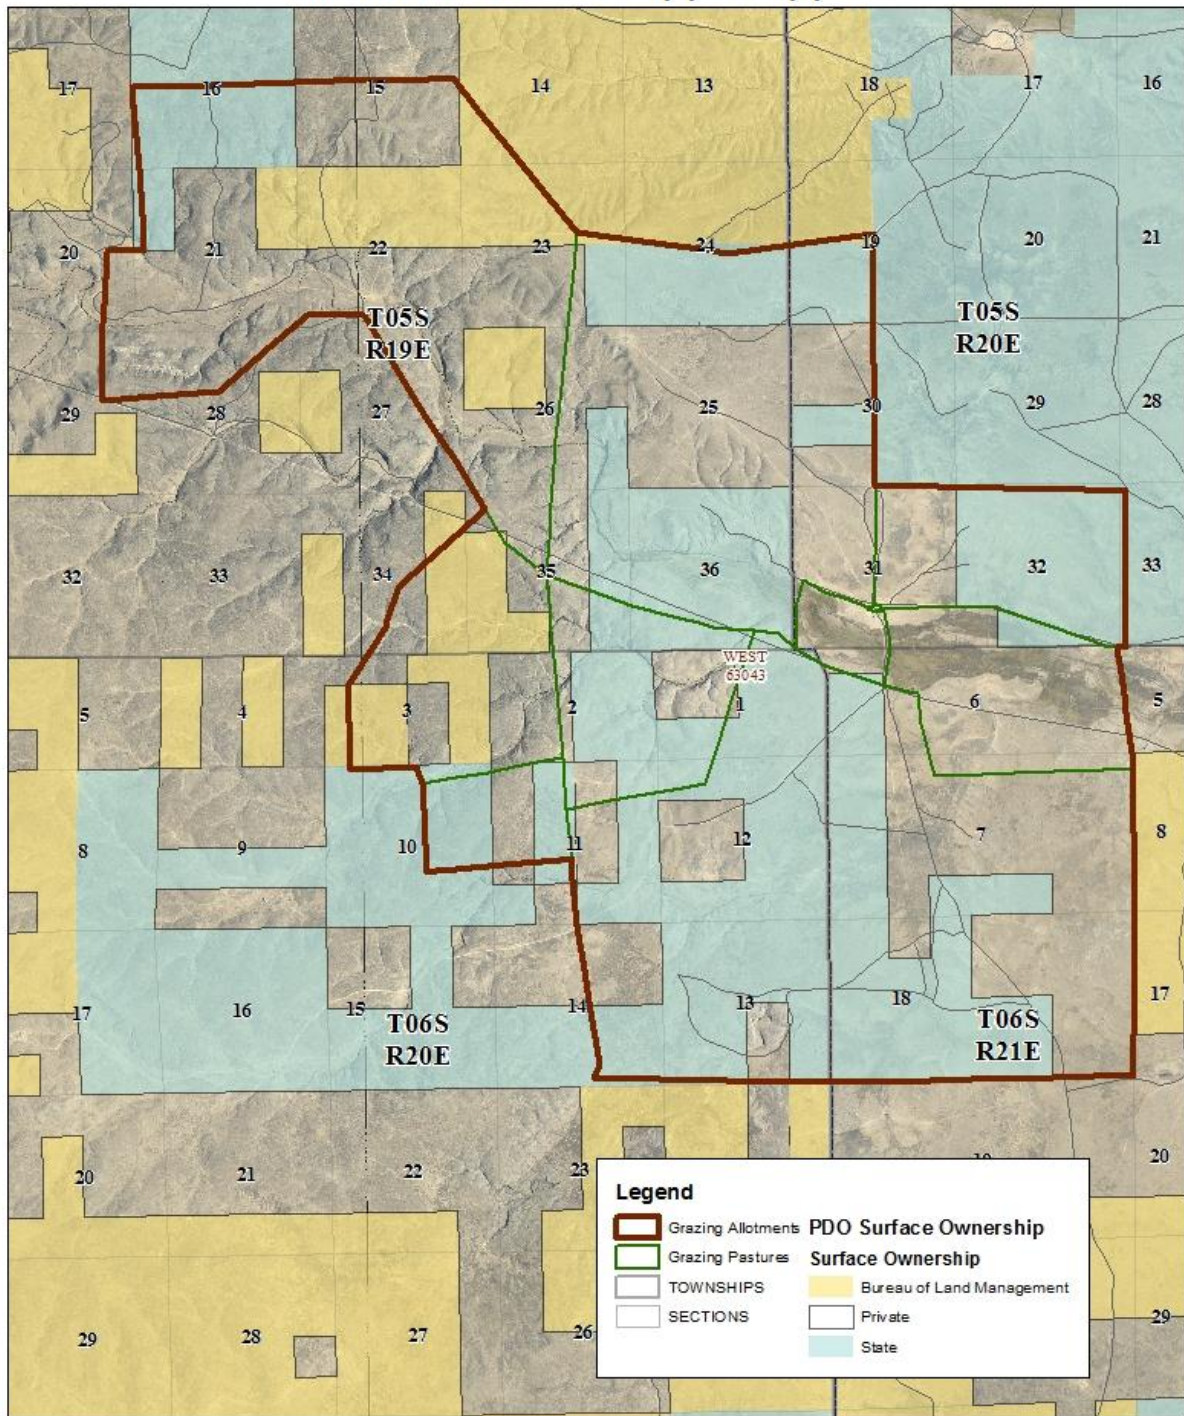 17 16 15 14 13 18 17 16
20 21 22 23 24 19 20 21
T05S
R19E
T05S
R20E
29 28 27 26 25 30 29 28
32 33 34 35 36 31 32 33
WEST
63043
5 4 3 2 1 6 5
8 9 10 11 12 7 8
17 16 15 14 13 18 17
T06S
R20E
T06S
R21E
20 21 22 23 20
29 28 27 26 29
Legend
Grazing Allotments
Grazing Pastures
TOWNSHIPS
SECTIONS
PDO Surface Ownership
Surface Ownership
Bureau of Land Management
Private
State